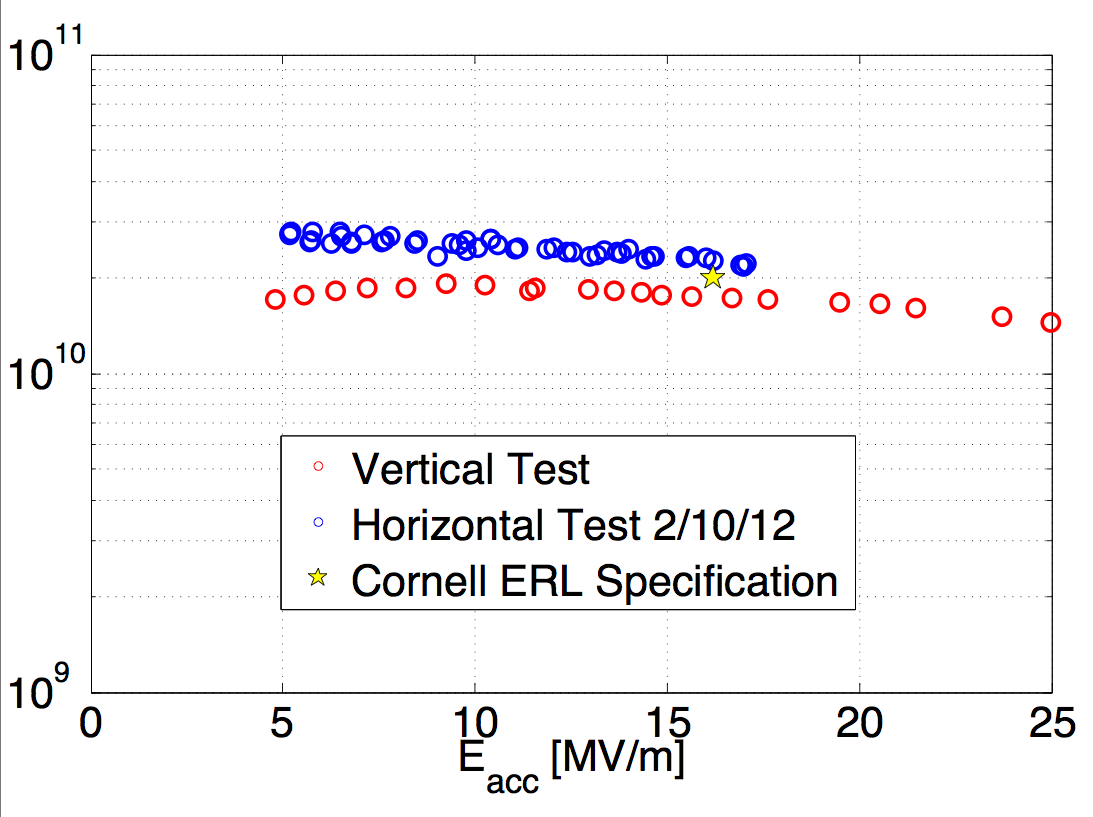 10^11
10^10
10^9
Vertical Test
Horizontal Test 2/10/12
Cornell ERL Specification
0 5 10 15 20 25
E_acc [MV/m]